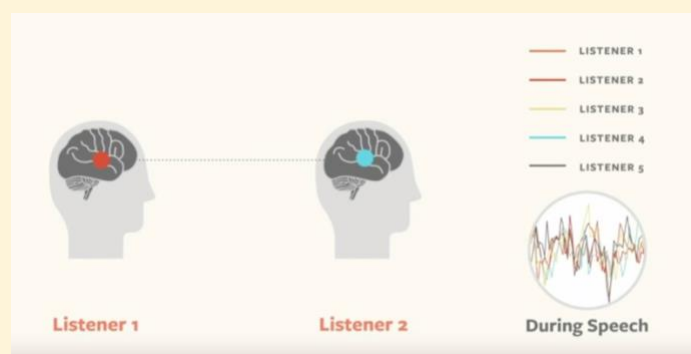 LISTENER 1
LISTENER 2
LISTENER 3
LISTENER 4
LISTENER 5
Listener 1
Listener 2
During Speech